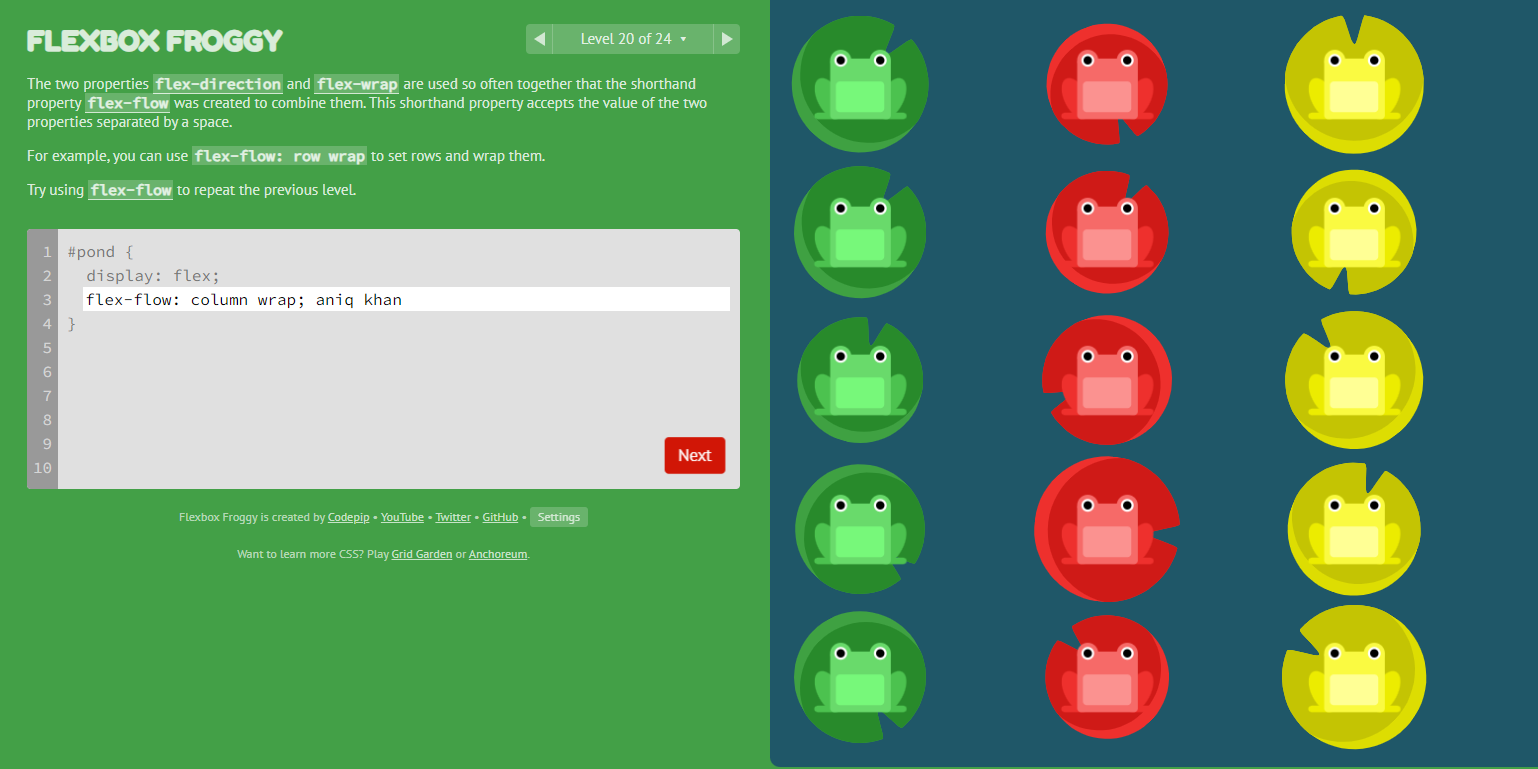 FLEXBOX FROGGY
◀ Level 20 of 24 ▾ ▶
The two properties flex-direction and flex-wrap are used so often together that the shorthand
property flex-flow was created to combine them. This shorthand property accepts the value of the two
properties separated by a space.
For example, you can use flex-flow: row wrap to set rows and wrap them.
Try using flex-flow to repeat the previous level.
1 #pond {
2 display: flex;
3 flex-flow: column wrap; aniq khan
4 }
5
6
7
8
9
10
Next
Flexbox Froggy is created by Codepip • YouTube • Twitter • GitHub • Settings
Want to learn more CSS? Play Grid Garden or Anchoreum.